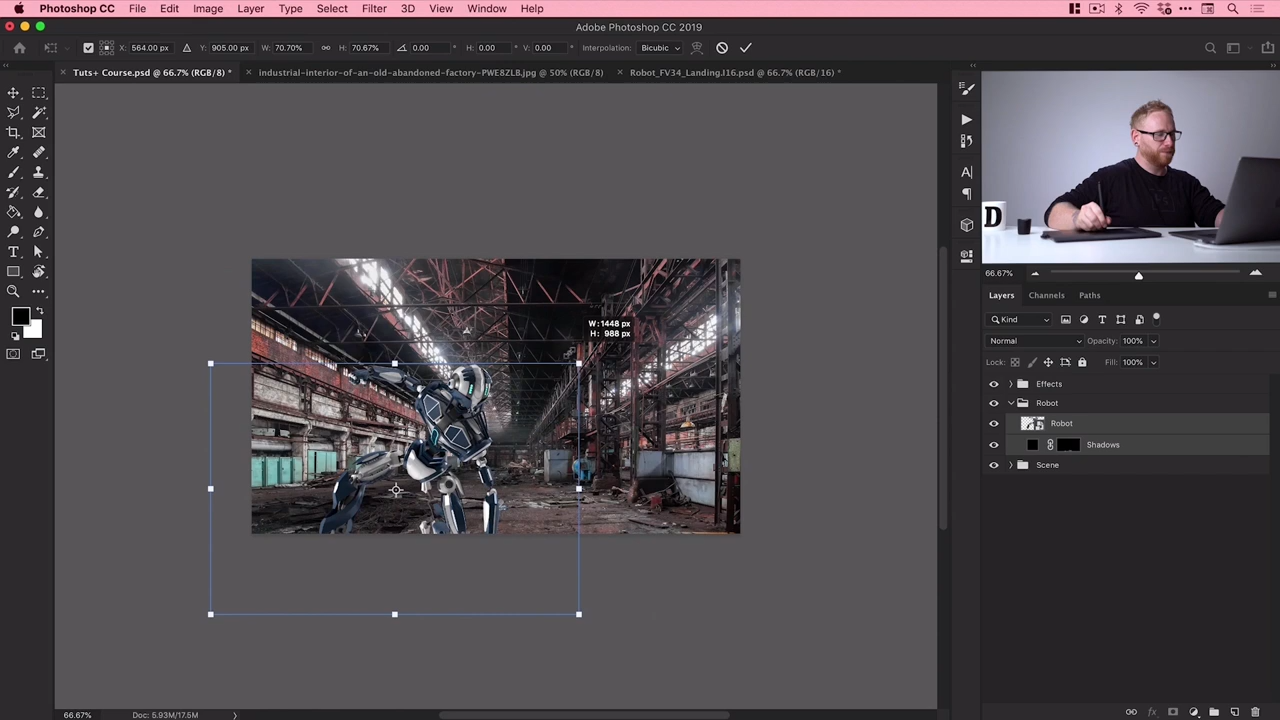 Photoshop CC File Edit Image Layer Type Select Filter 3D View Window Help
Adobe Photoshop CC 2019
X: 564.00 px Y: 905.00 px W: 70.70% H: 70.67% 0.00 ° H: 0.00 ° V: 0.00 ° Interpolation: Bicubic
Tuts+ Course.psd @ 66.7% (RGB/8) * industrial-interior-of-an-old-abandoned-factory-PWE8ZLB.jpg @ 50% (RGB/8) Robot_FV34_Landing.J16.psd @ 66.7% (RGB/16) *
D
66.67%
Layers Channels Paths
Kind
Normal Opacity: 100%
Lock: Fill: 100%
Effects
Robot
Robot
Shadows
Scene
W: 1448 px
H: 988 px
66.67% Doc: 5.93M/17.5M